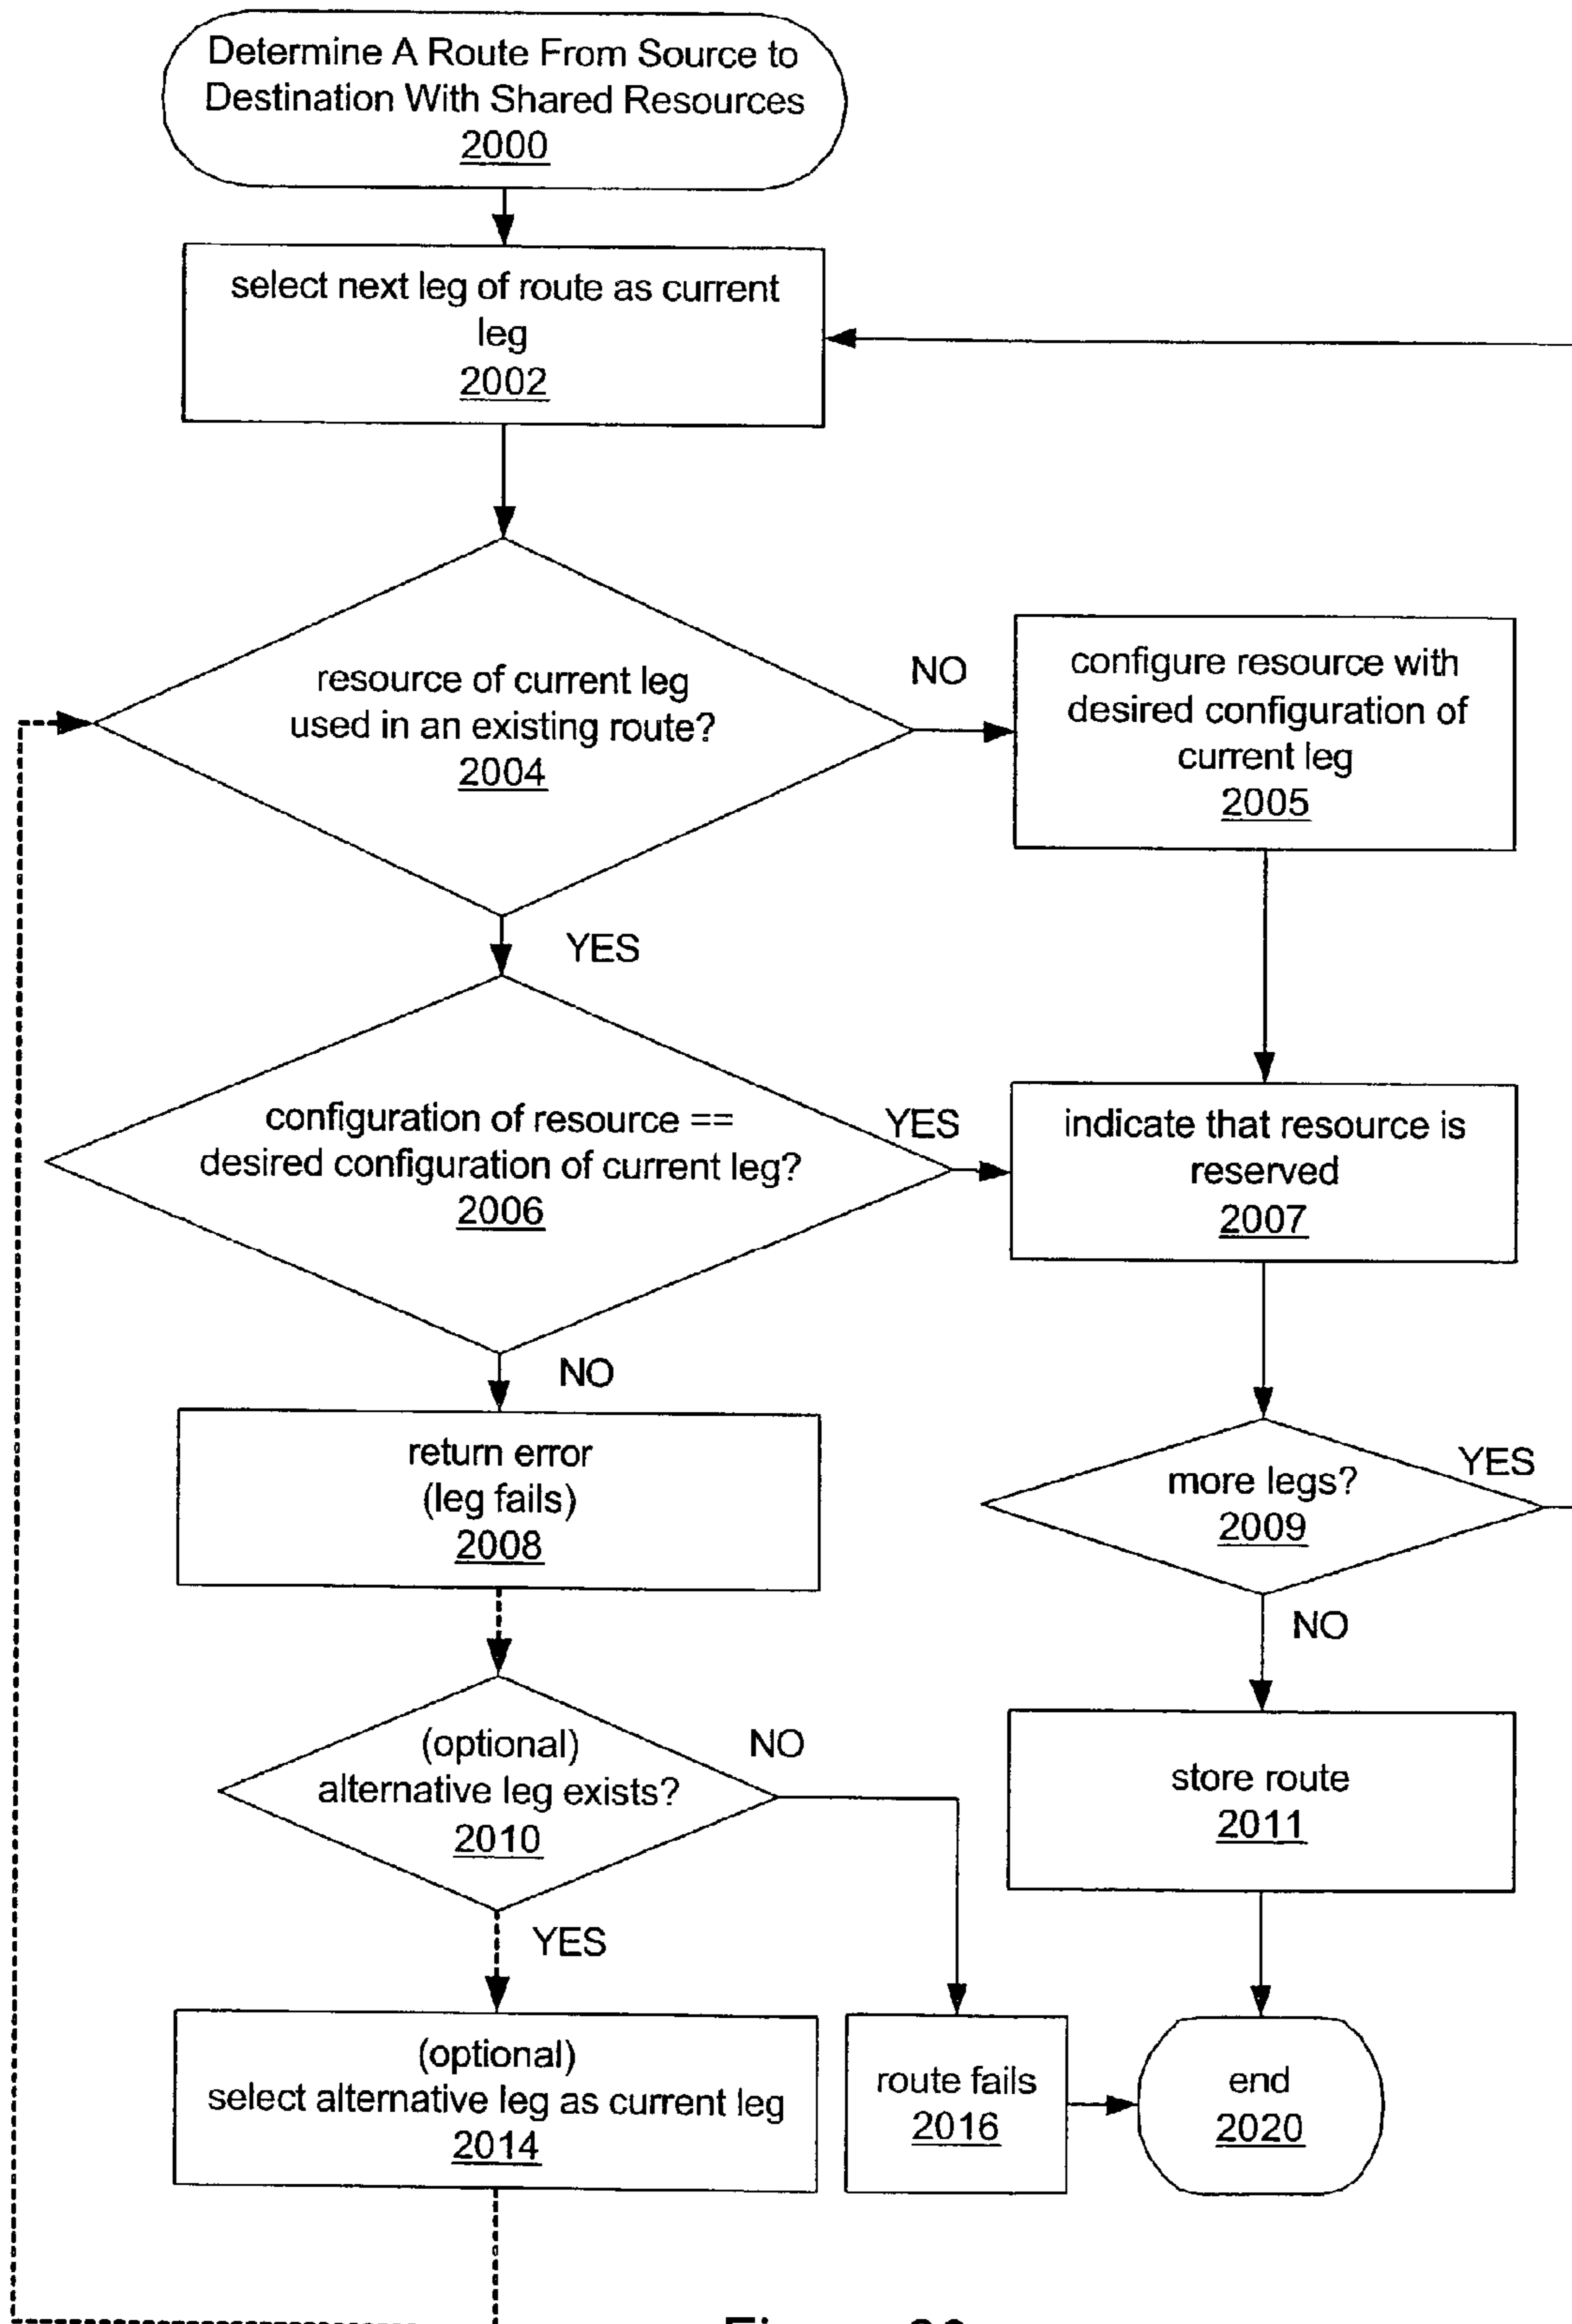 Determine A Route From Source to
Destination With Shared Resources
2000
select next leg of route as current
leg
2002
resource of current leg
used in an existing route?
2004
NO
configure resource with
desired configuration of
current leg
2005
YES
configuration of resource ==
desired configuration of current leg?
2006
YES
indicate that resource is
reserved
2007
NO
return error
(leg fails)
2008
more legs?
2009
YES
NO
(optional)
alternative leg exists?
2010
NO
store route
2011
YES
(optional)
select alternative leg as current leg
2014
route fails
2016
end
2020